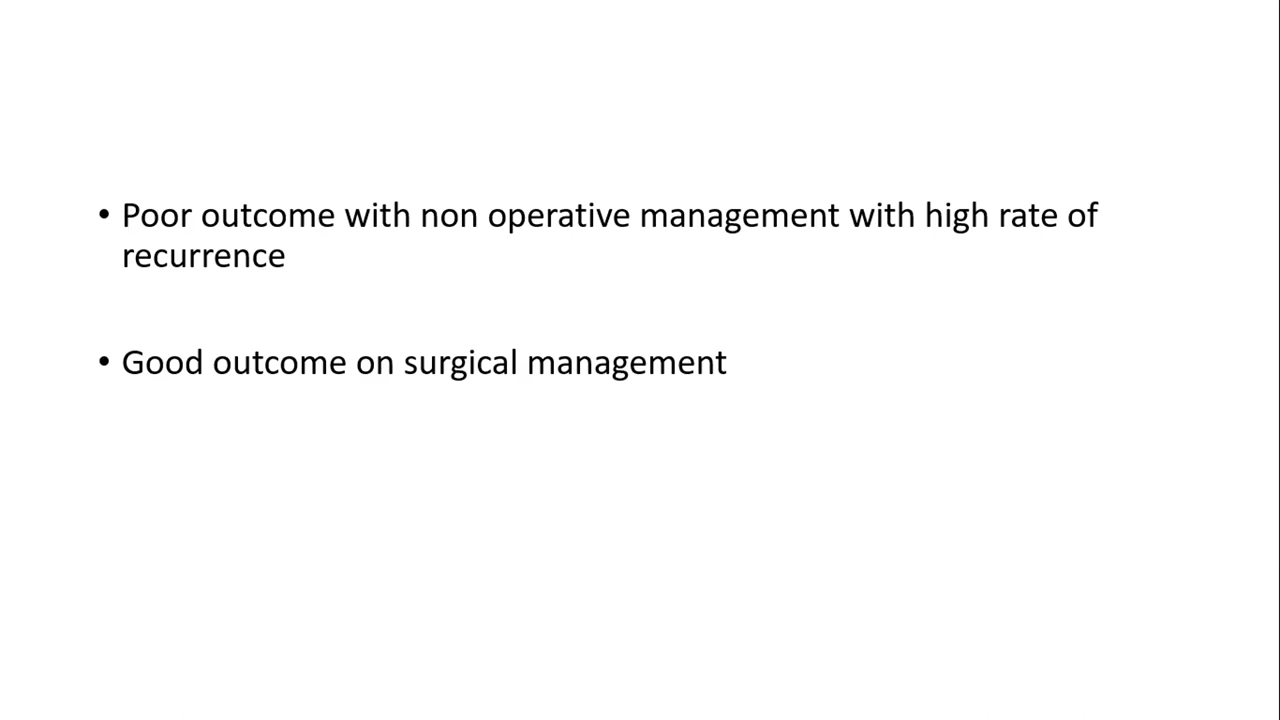 • Poor outcome with non operative management with high rate of
recurrence
• Good outcome on surgical management